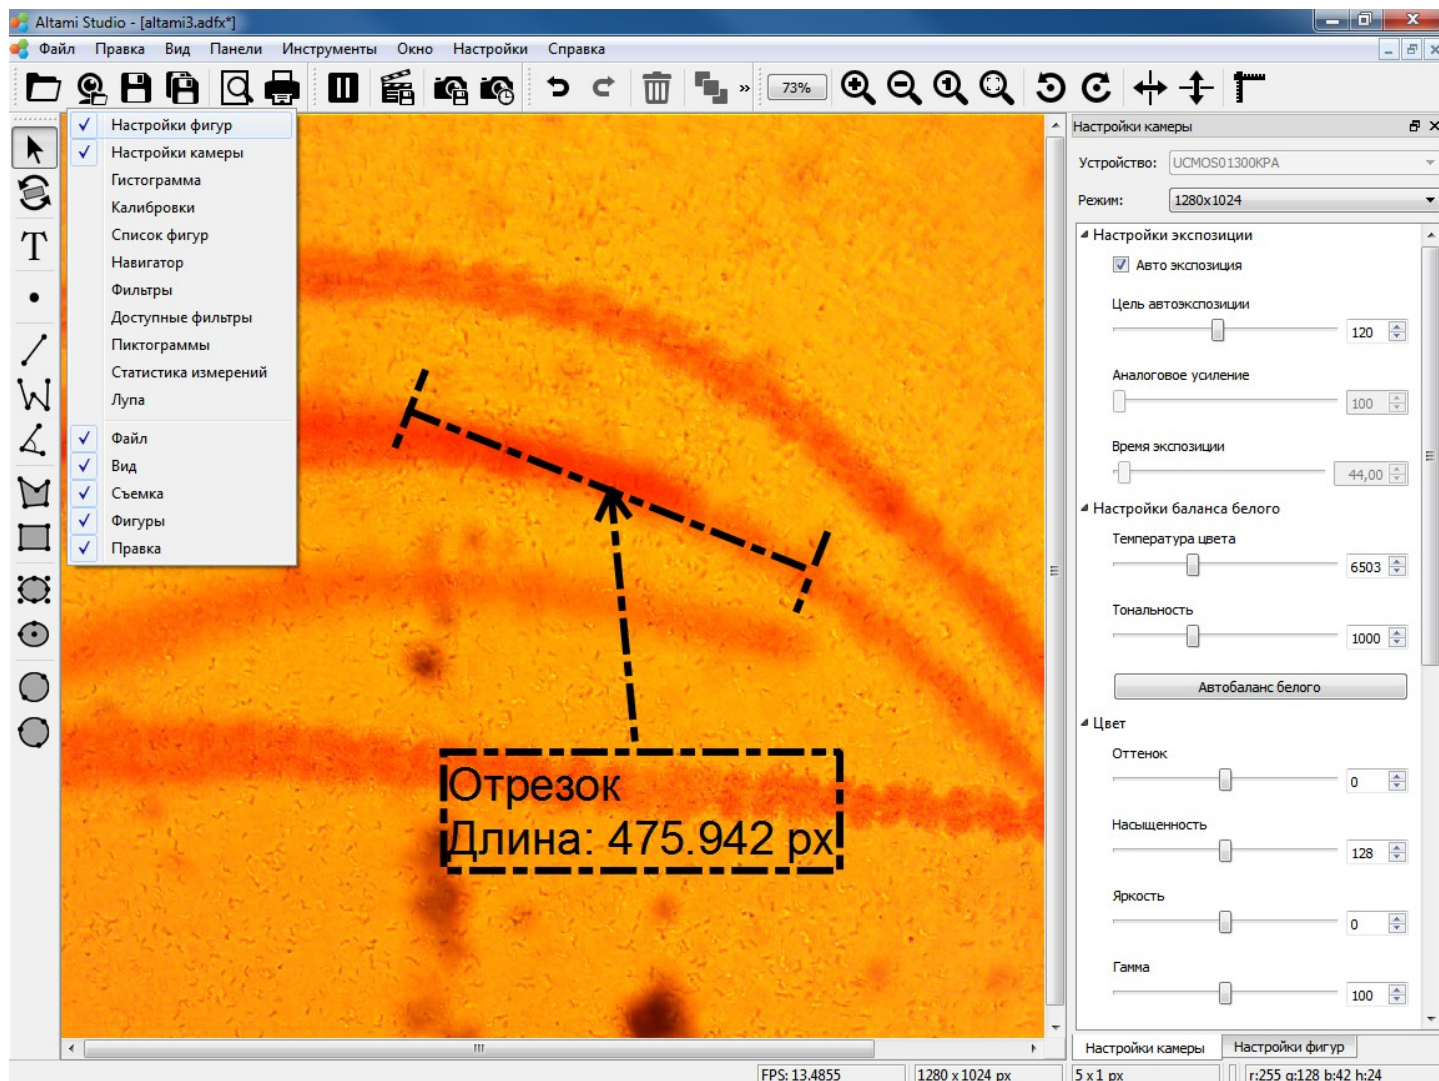 Altami Studio - [altami3.adfx*]
Файл Правка Вид Панели Инструменты Окно Настройки Справка
» 73%
Настройки фигур
Настройки камеры
Гистограмма
Калибровки
Список фигур
Навигатор
Фильтры
Доступные фильтры
Пиктограммы
Статистика измерений
Лупа
Файл
Вид
Съемка
Фигуры
Правка
T
Отрезок
Длина: 475.942 px
Настройки камеры
Устройство: UCMOS01300KPA
Режим: 1280x1024
Настройки экспозиции
Авто экспозиция
Цель автоэкспозиции
120
Аналоговое усиление
100
Время экспозиции
44,00
Настройки баланса белого
Температура цвета
6503
Тональность
1000
Автобаланс белого
Цвет
Оттенок
0
Насыщенность
128
Яркость
0
Гамма
100
Настройки камеры Настройки фигур
FPS: 13.4855 1280 x 1024 px 5 x 1 px r:255 g:128 b:42 h:24